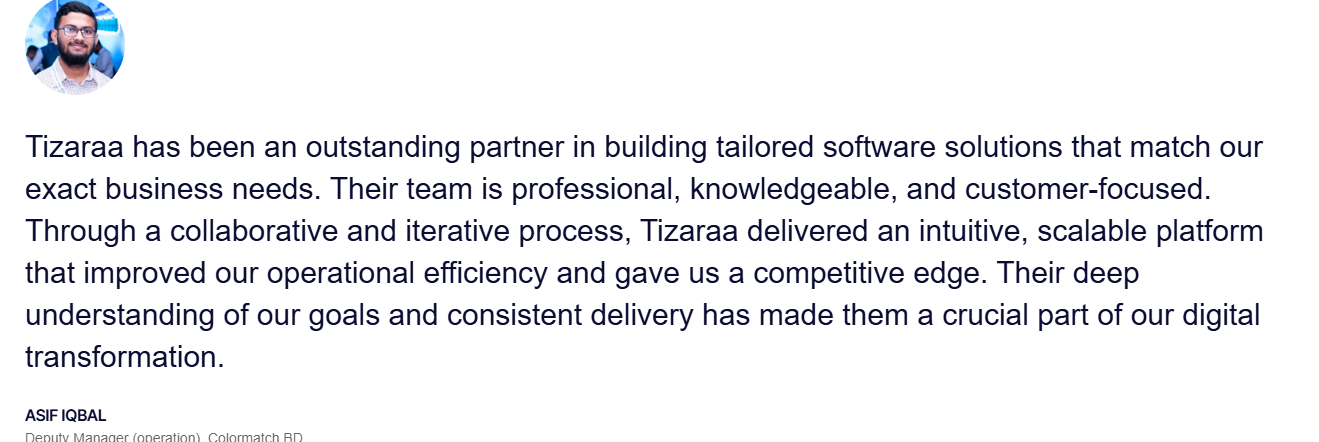 Tizaraa has been an outstanding partner in building tailored software solutions that match our
exact business needs. Their team is professional, knowledgeable, and customer-focused.
Through a collaborative and iterative process, Tizaraa delivered an intuitive, scalable platform
that improved our operational efficiency and gave us a competitive edge. Their deep
understanding of our goals and consistent delivery has made them a crucial part of our digital
transformation.
ASIF IQBAL
Deputy Manager (operation), Colormatch BD